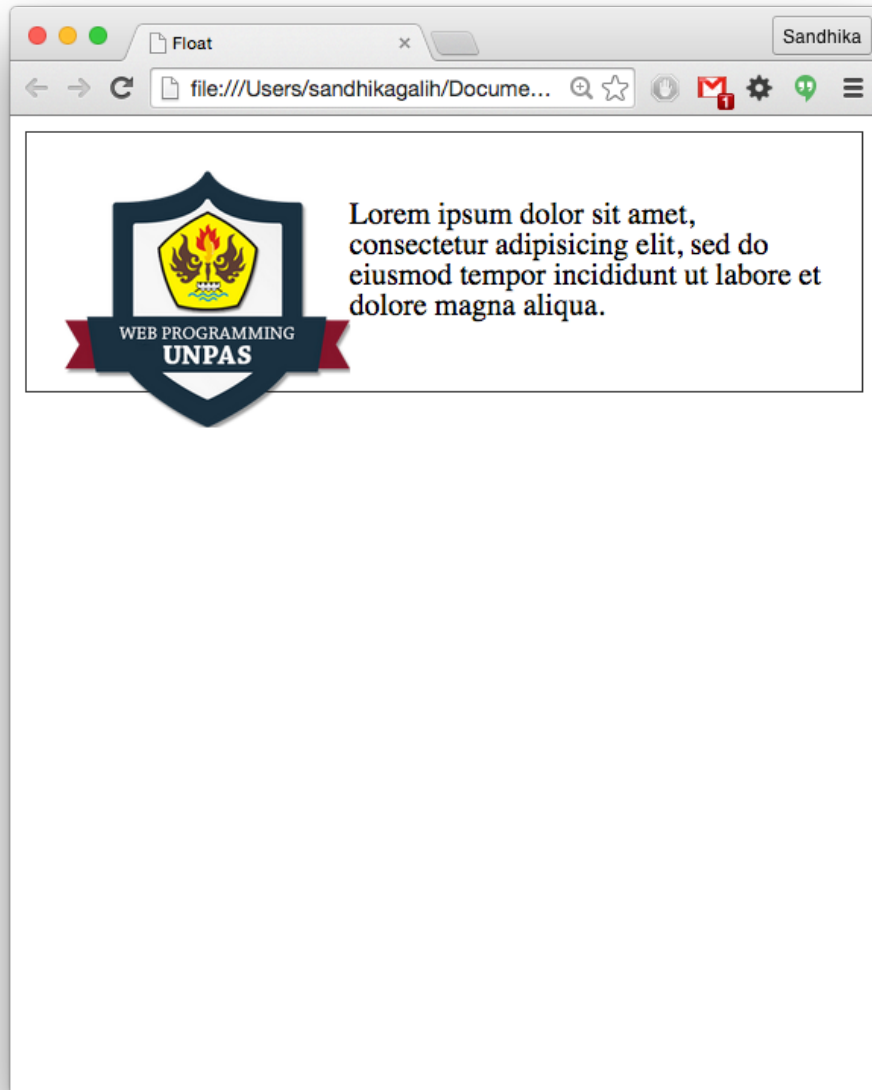 Float
Sandhika
file:///Users/sandhikagalih/Docume...
1
Lorem ipsum dolor sit amet,
consectetur adipisicing elit, sed do
eiusmod tempor incididunt ut labore et
dolore magna aliqua.
WEB PROGRAMMING
UNPAS